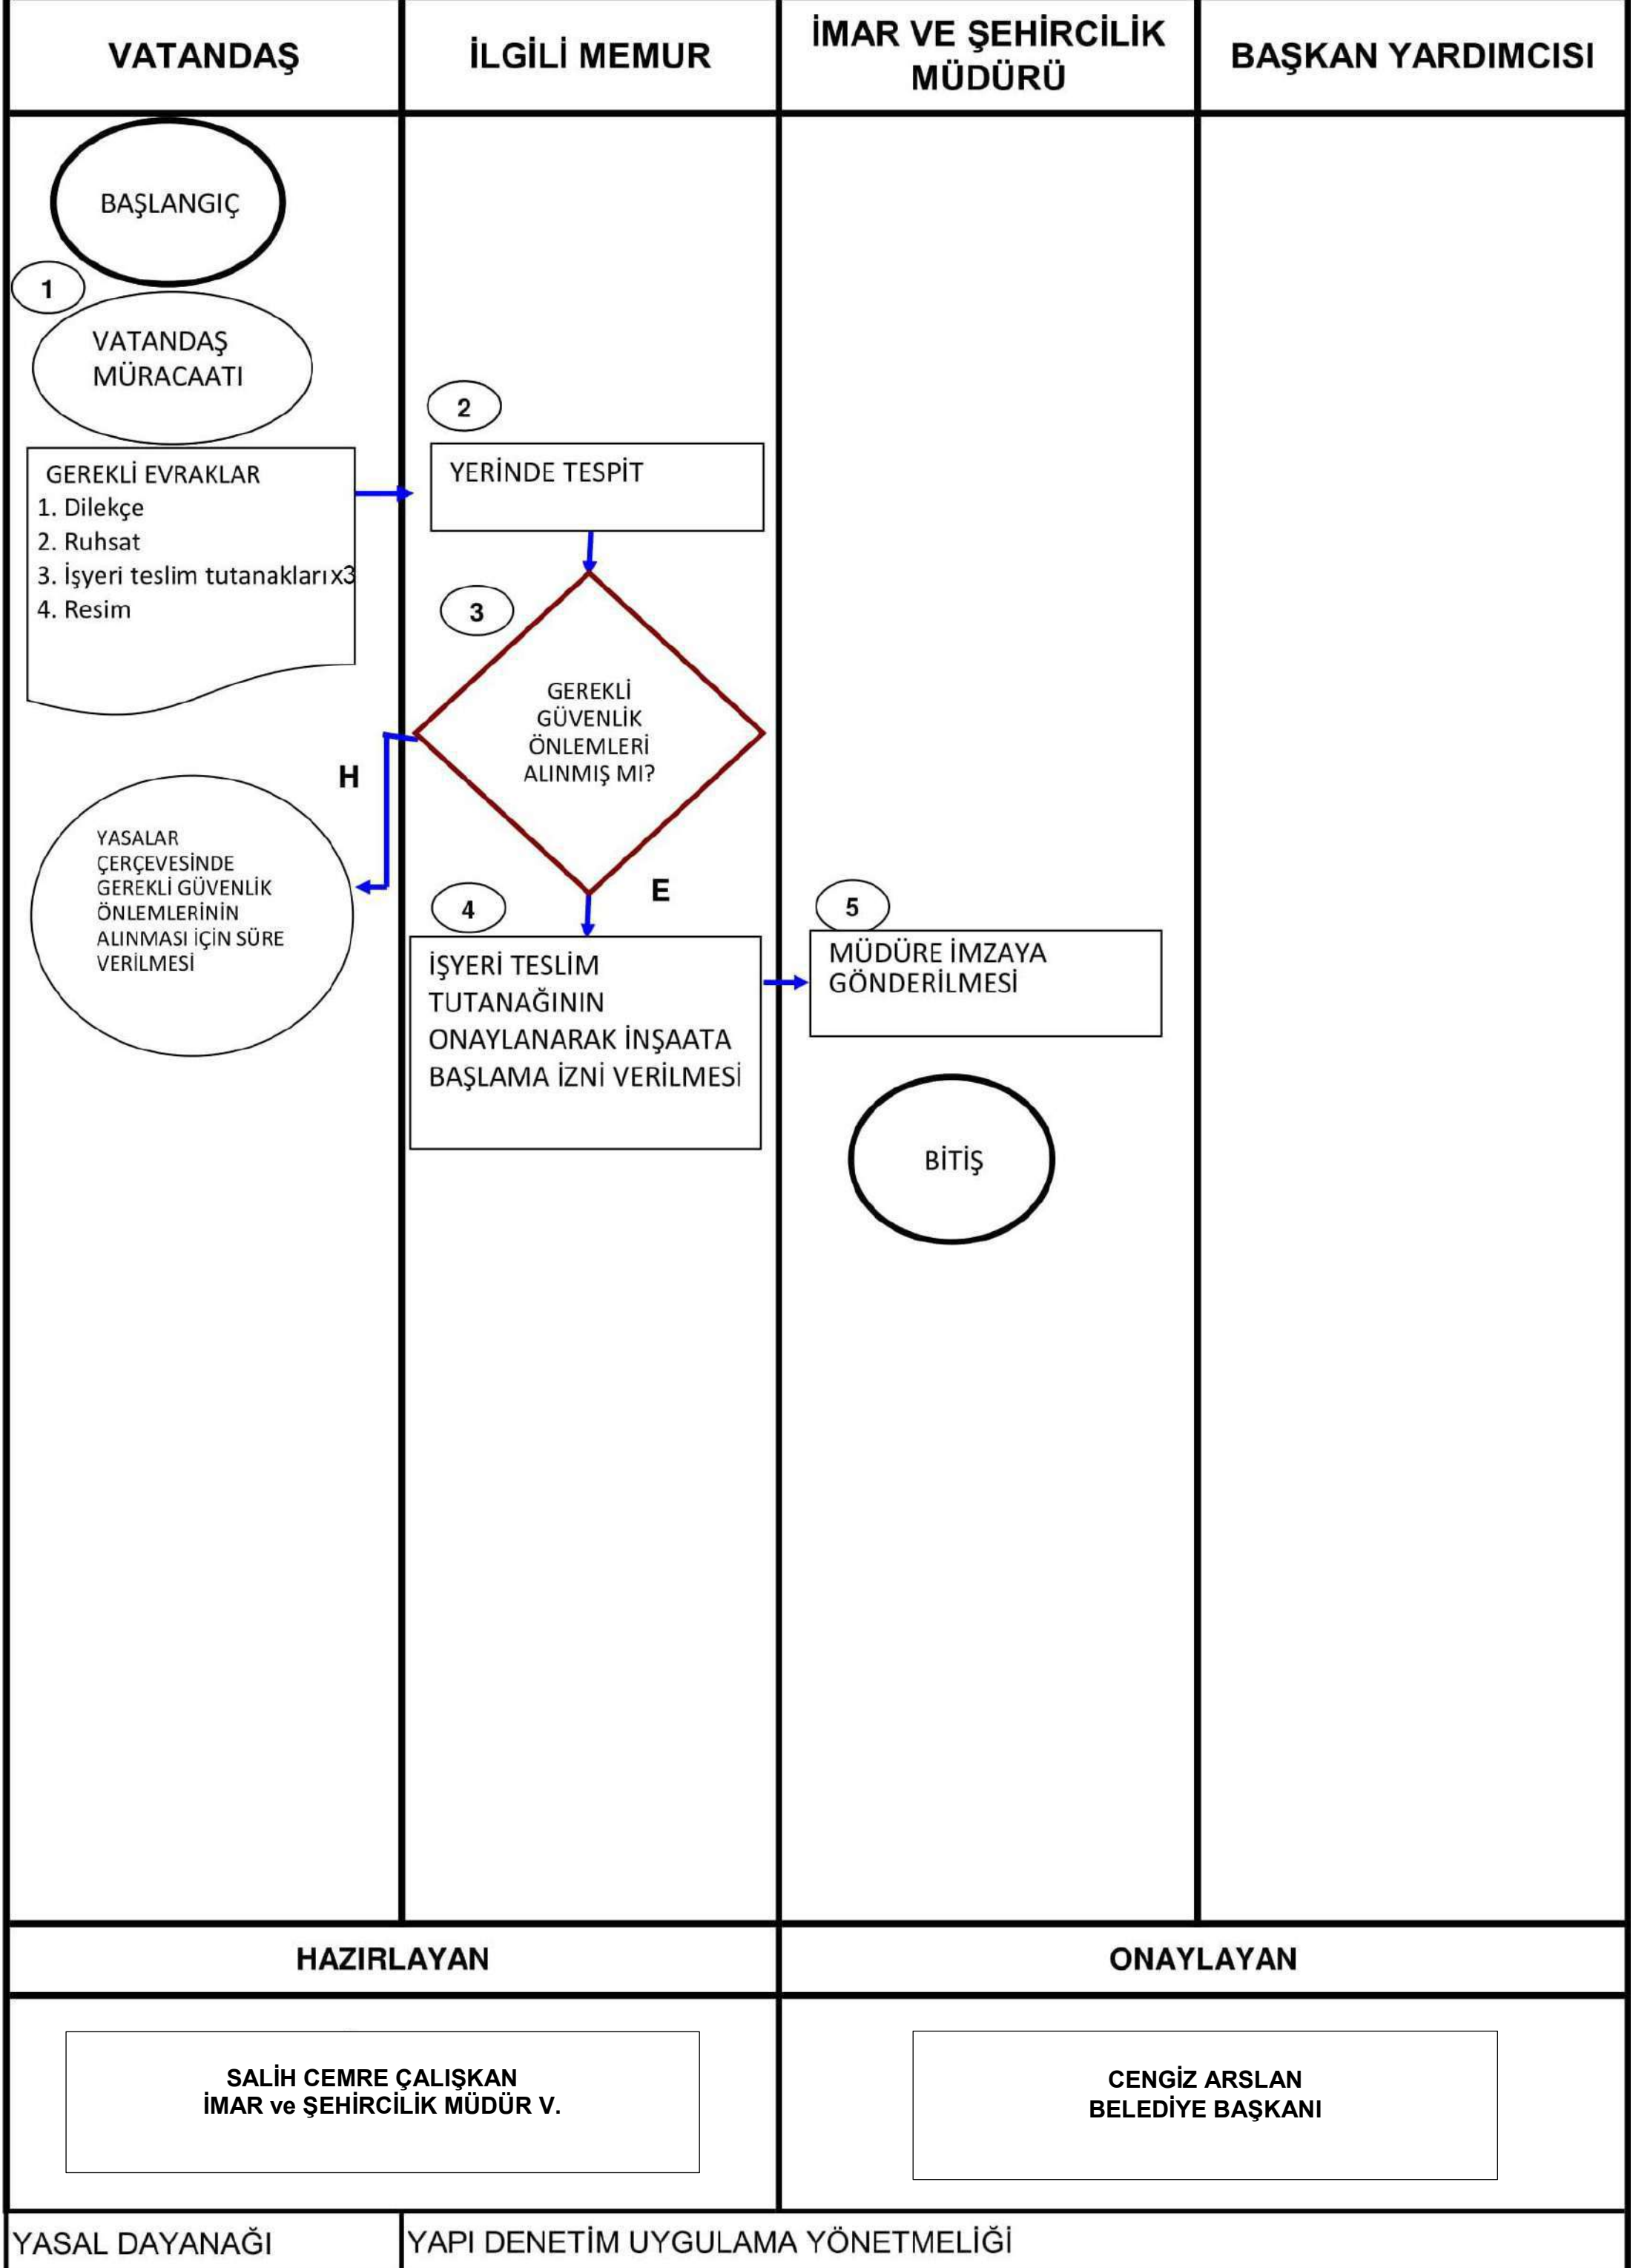 VATANDAŞ
İLGİLİ MEMUR
İMAR VE ŞEHİRCİLİK
MÜDÜRÜ
BAŞKAN YARDIMCISI
BAŞLANGIÇ
1
VATANDAŞ
MÜRACAATI
GEREKLİ EVRAKLAR
1. Dilekçe
2. Ruhsat
3. İşyeri teslim tutanaklarıx3
4. Resim
2
YERİNDE TESPİT
3
GEREKLİ
GÜVENLİK
ÖNLEMLERİ
ALINMIŞ MI?
H
YASALAR
ÇERÇEVESİNDE
GEREKLİ GÜVENLİK
ÖNLEMLERİNİN
ALINMASI İÇİN SÜRE
VERİLMESİ
E
4
İŞYERİ TESLİM
TUTANAĞININ
ONAYLANARAK İNŞAATA
BAŞLAMA İZNİ VERİLMESİ
5
MÜDÜRE İMZAYA
GÖNDERİLMESİ
BİTİŞ
HAZIRLAYAN
ONAYLAYAN
SALİH CEMRE ÇALIŞKAN
İMAR ve ŞEHİRCİLİK MÜDÜR V.
CENGİZ ARSLAN
BELEDİYE BAŞKANI
YASAL DAYANAĞI
YAPI DENETİM UYGULAMA YÖNETMELİĞİ